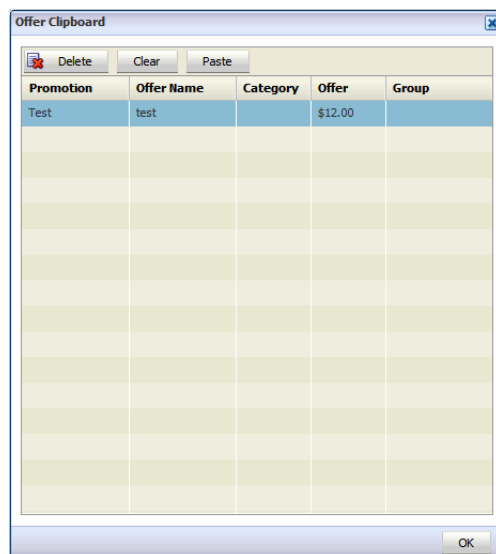 Offer Clipboard
Delete Clear Paste
Promotion Offer Name Category Offer Group
Test test $12.00
OK